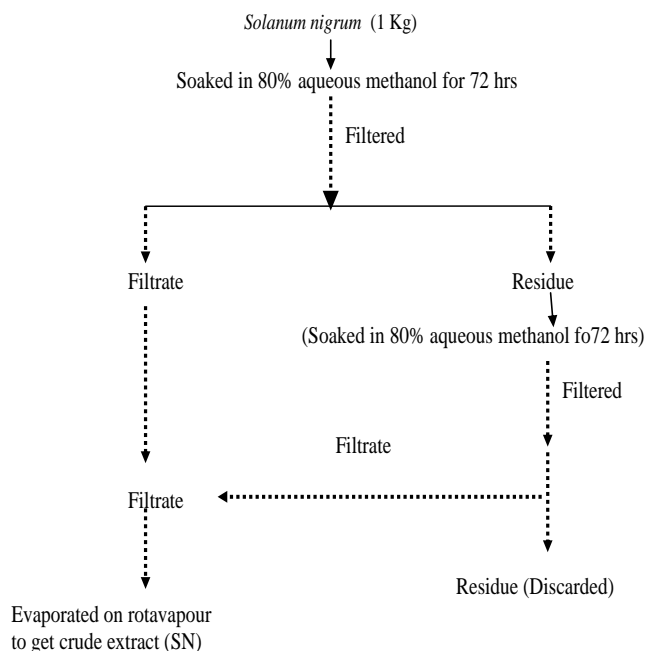 Solanum nigrum (1 Kg)
Soaked in 80% aqueous methanol for 72 hrs
Filtered
Filtrate
Residue
(Soaked in 80% aqueous methanol fo72 hrs)
Filtered
Filtrate
Filtrate
Residue (Discarded)
Evaporated on rotavapour
to get crude extract (SN)